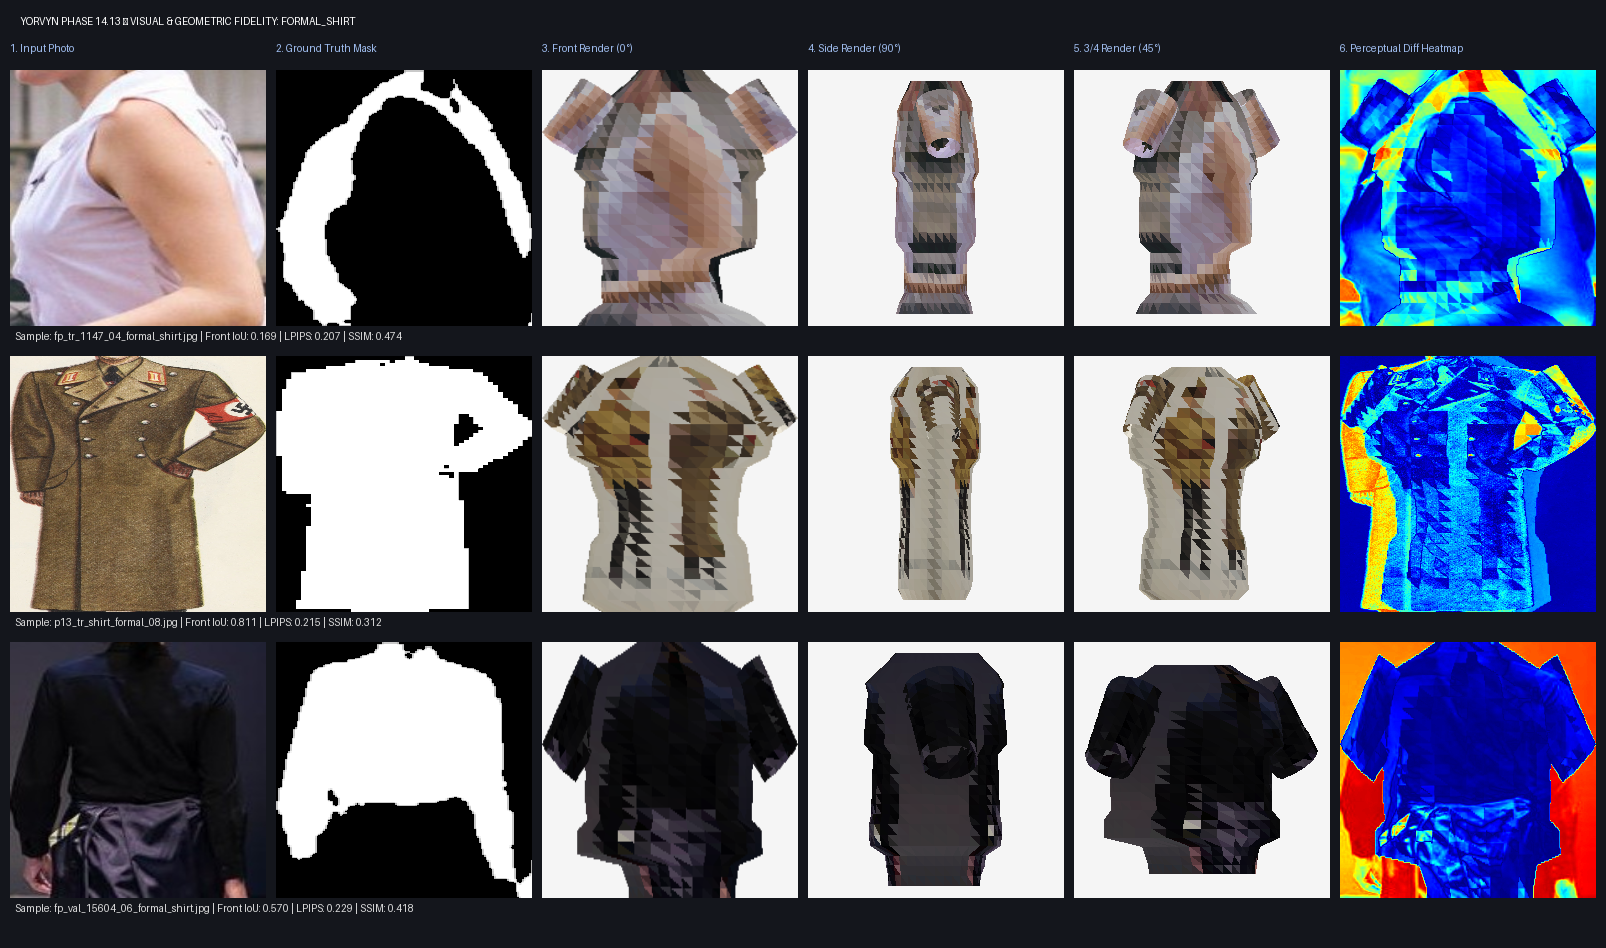 YORVYN PHASE 14.13 ▯ VISUAL & GEOMETRIC FIDELITY: FORMAL_SHIRT
1. Input Photo
2. Ground Truth Mask
3. Front Render (0°)
4. Side Render (90°)
5. 3/4 Render (45°)
6. Perceptual Diff Heatmap
Sample: fp_tr_1147_04_formal_shirt.jpg | Front IoU: 0.169 | LPIPS: 0.207 | SSIM: 0.474
Sample: p13_tr_shirt_formal_08.jpg | Front IoU: 0.811 | LPIPS: 0.215 | SSIM: 0.312
Sample: fp_val_15604_06_formal_shirt.jpg | Front IoU: 0.570 | LPIPS: 0.229 | SSIM: 0.418